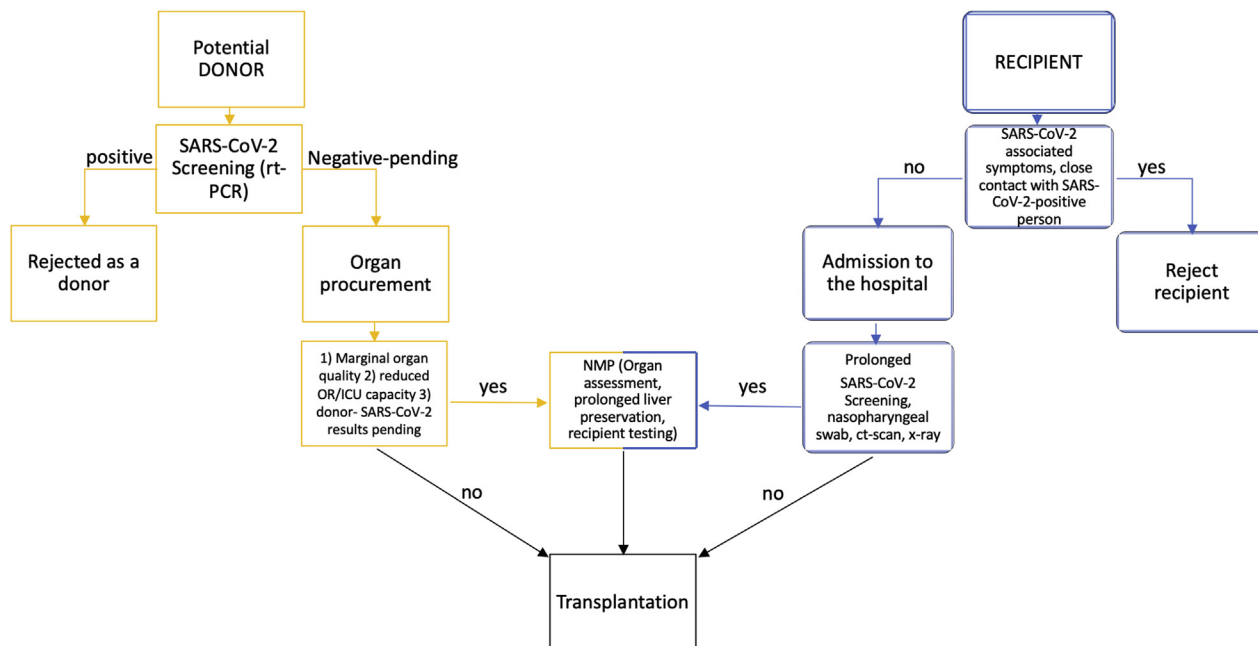 Potential
DONOR
RECIPIENT
SARS-CoV-2
Screening (rt-
PCR)
positive
Negative-pending
SARS-CoV-2
associated
symptoms, close
contact with SARS-
CoV-2-positive
person
no
yes
Rejected as a
donor
Organ
procurement
Admission to
the hospital
Reject
recipient
1) Marginal organ
quality 2) reduced
OR/ICU capacity 3)
donor- SARS-CoV-2
results pending
yes
NMP (Organ
assessment,
prolonged liver
preservation,
recipient testing)
yes
Prolonged
SARS-CoV-2
Screening,
nasopharyngeal
swab, ct-scan, x-ray
no
no
Transplantation